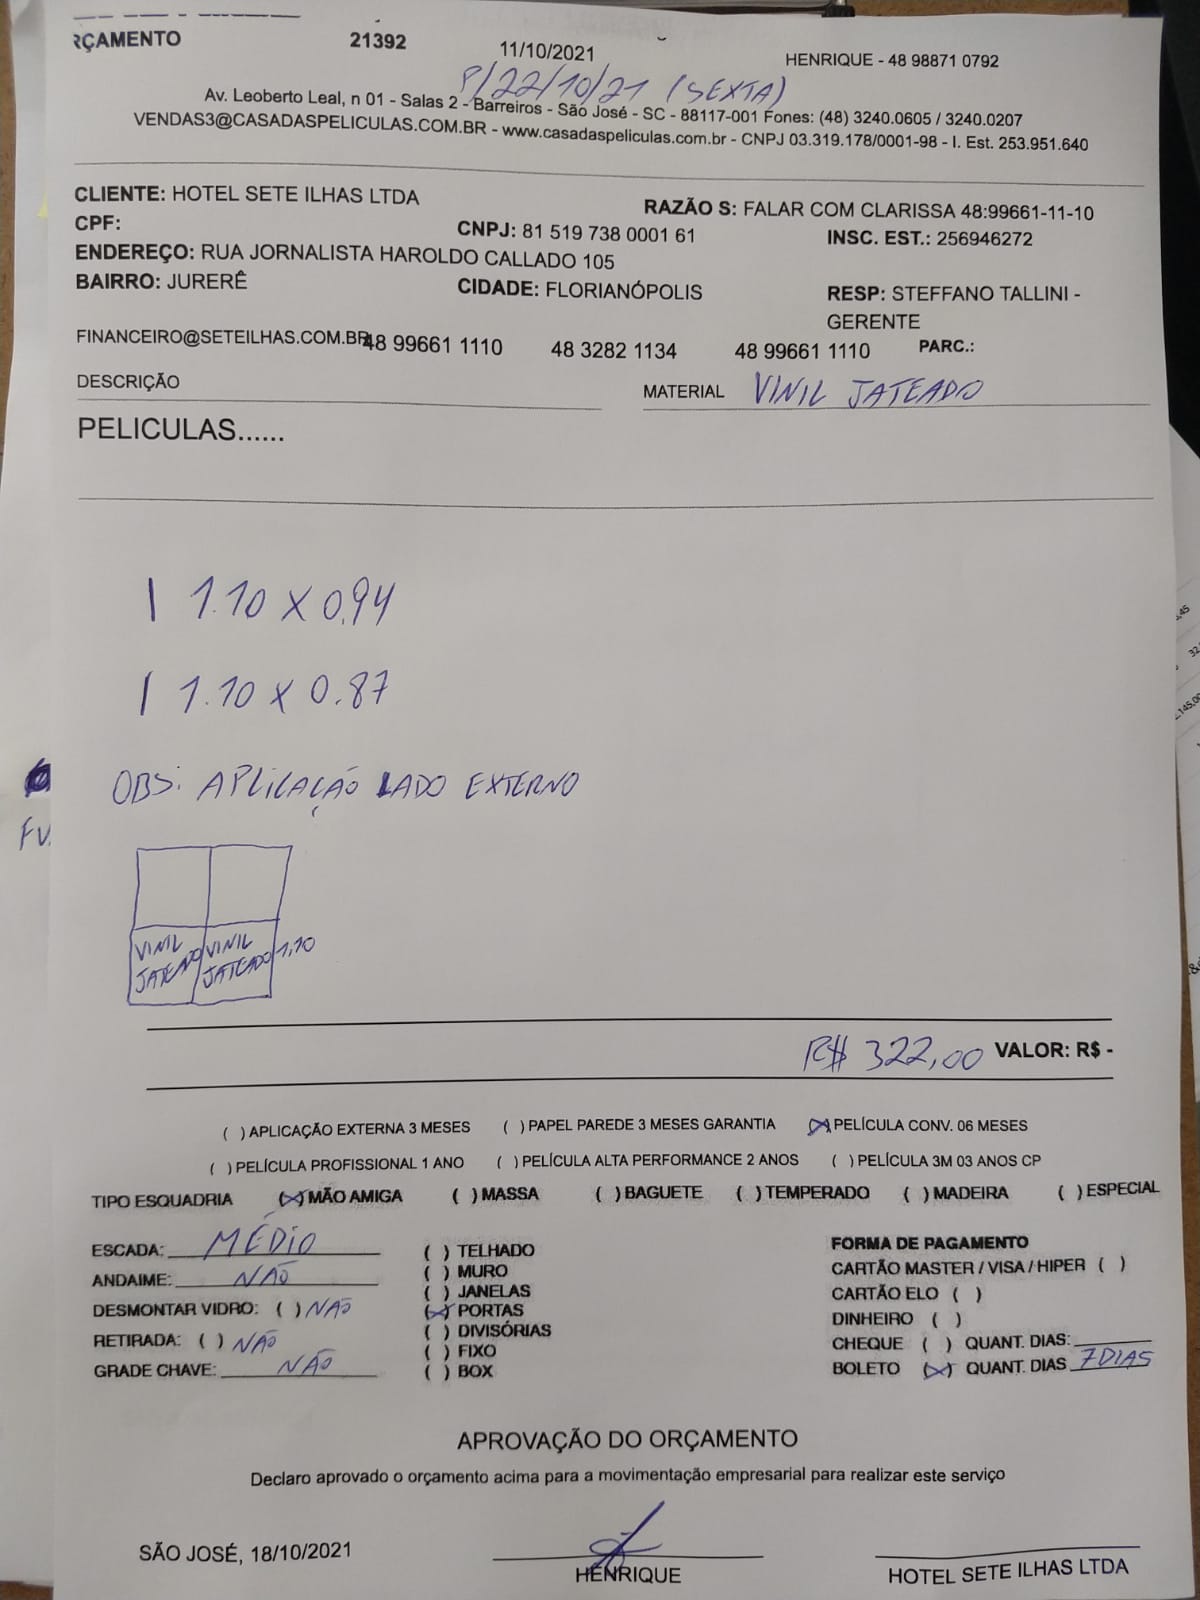 RÇAMENTO 21392 11/10/2021 HENRIQUE - 48 98871 0792
P/22/10/21 (SEXTA)
Av. Leoberto Leal, n 01 - Salas 2 - Barreiros - São José - SC - 88117-001 Fones: (48) 3240.0605 / 3240.0207
VENDAS3@CASADASPELICULAS.COM.BR - www.casadaspeliculas.com.br - CNPJ 03.319.178/0001-98 - I. Est. 253.951.640
CLIENTE: HOTEL SETE ILHAS LTDA RAZÃO S: FALAR COM CLARISSA 48:99661-11-10
CPF: CNPJ: 81 519 738 0001 61 INSC. EST.: 256946272
ENDEREÇO: RUA JORNALISTA HAROLDO CALLADO 105
BAIRRO: JURERÊ CIDADE: FLORIANÓPOLIS RESP: STEFFANO TALLINI -
GERENTE
FINANCEIRO@SETEILHAS.COM.BR 48 99661 1110 48 3282 1134 48 99661 1110 PARC.:
DESCRIÇÃO MATERIAL VINIL JATEADO
PELICULAS......
1 1.10 X 0.94
1 1.10 X 0.87
OBS: APLICAÇÃO LADO EXTERNO
VINIL VINIL
JATEADO JATEADO 1,10
R$ 322,00 VALOR: R$ -
( ) APLICAÇÃO EXTERNA 3 MESES ( ) PAPEL PAREDE 3 MESES GARANTIA (X) PELÍCULA CONV. 06 MESES
( ) PELÍCULA PROFISSIONAL 1 ANO ( ) PELÍCULA ALTA PERFORMANCE 2 ANOS ( ) PELÍCULA 3M 03 ANOS CP
TIPO ESQUADRIA (X) MÃO AMIGA ( ) MASSA ( ) BAGUETE ( ) TEMPERADO ( ) MADEIRA ( ) ESPECIAL
ESCADA: MÉDIO ( ) TELHADO FORMA DE PAGAMENTO
ANDAIME: NÃO ( ) MURO CARTÃO MASTER / VISA / HIPER ( )
( ) JANELAS CARTÃO ELO ( )
DESMONTAR VIDRO: ( ) NÃO (X) PORTAS DINHEIRO ( )
RETIRADA: ( ) NÃO ( ) DIVISÓRIAS CHEQUE ( ) QUANT. DIAS:
GRADE CHAVE: NÃO ( ) FIXO BOLETO (X) QUANT. DIAS 7 DIAS
( ) BOX
APROVAÇÃO DO ORÇAMENTO
Declaro aprovado o orçamento acima para a movimentação empresarial para realizar este serviço
SÃO JOSÉ, 18/10/2021 HENRIQUE HOTEL SETE ILHAS LTDA